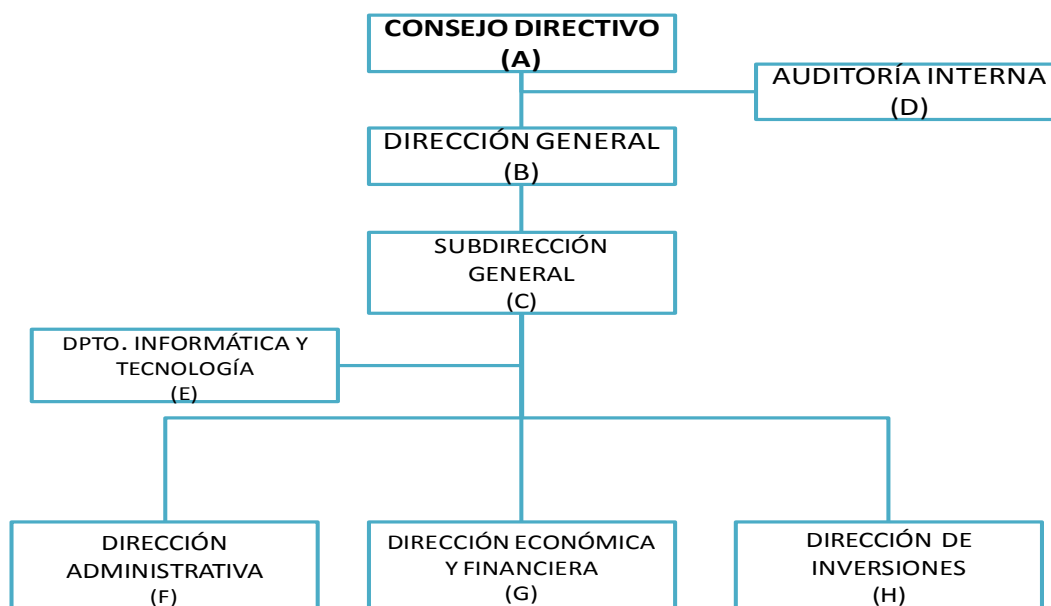 CONSEJO DIRECTIVO
(A)
AUDITORÍA INTERNA
(D)
DIRECCIÓN GENERAL
(B)
SUBDIRECCIÓN
GENERAL
(C)
DPTO. INFORMÁTICA Y
TECNOLOGÍA
(E)
DIRECCIÓN
ADMINISTRATIVA
(F)
DIRECCIÓN ECONÓMICA
Y FINANCIERA
(G)
DIRECCIÓN DE
INVERSIONES
(H)